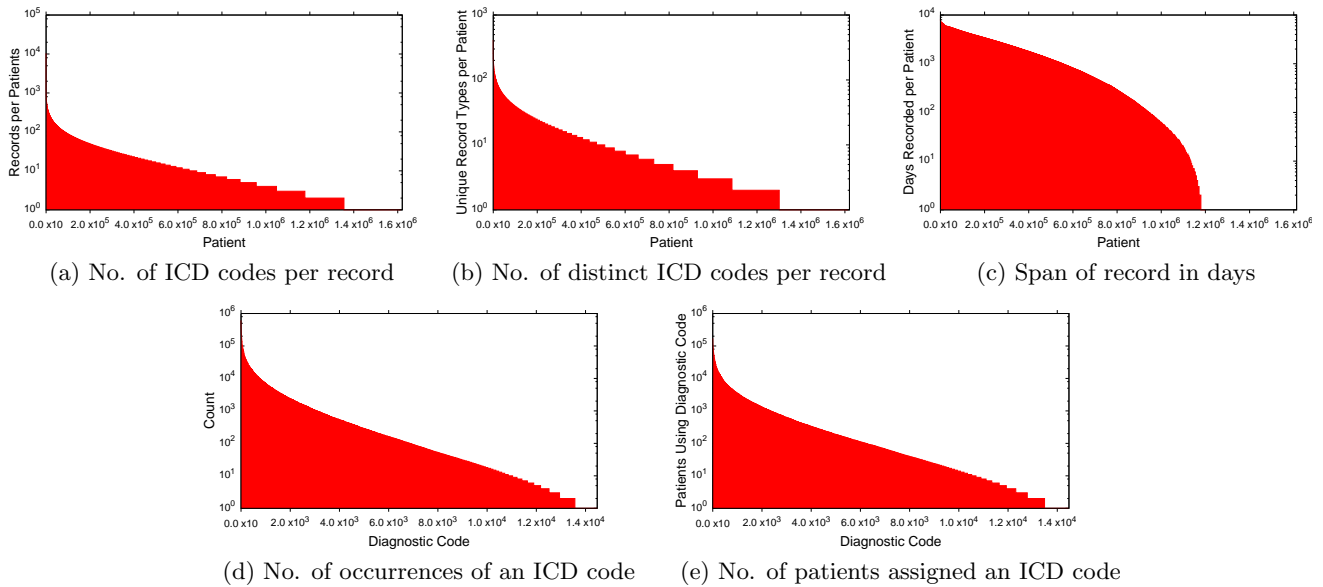 10^5
10^4
10^3
10^2
10^1
10^0
Records per Patients
0.0 x10 2.0 x10^5 4.0 x10^5 6.0 x10^5 8.0 x10^5 1.0 x10^6 1.2 x10^6 1.4 x10^6 1.6 x10^6
Patient
(a) No. of ICD codes per record
10^3
10^2
10^1
10^0
Unique Record Types per Patient
0.0 x10 2.0 x10^5 4.0 x10^5 6.0 x10^5 8.0 x10^5 1.0 x10^6 1.2 x10^6 1.4 x10^6 1.6 x10^6
Patient
(b) No. of distinct ICD codes per record
10^4
10^3
10^2
10^1
10^0
Days Recorded per Patient
0.0 x10 2.0 x10^5 4.0 x10^5 6.0 x10^5 8.0 x10^5 1.0 x10^6 1.2 x10^6 1.4 x10^6 1.6 x10^6
Patient
(c) Span of record in days
10^6
10^5
10^4
10^3
10^2
10^1
10^0
Count
0.0 x10 2.0 x10^3 4.0 x10^3 6.0 x10^3 8.0 x10^3 1.0 x10^4 1.2 x10^4 1.4 x10^4
Diagnostic Code
(d) No. of occurrences of an ICD code
10^6
10^5
10^4
10^3
10^2
10^1
10^0
Patients Using Diagnostic Code
0.0 x10 2.0 x10^3 4.0 x10^3 6.0 x10^3 8.0 x10^3 1.0 x10^4 1.2 x10^4 1.4 x10^4
Diagnostic Code
(e) No. of patients assigned an ICD code